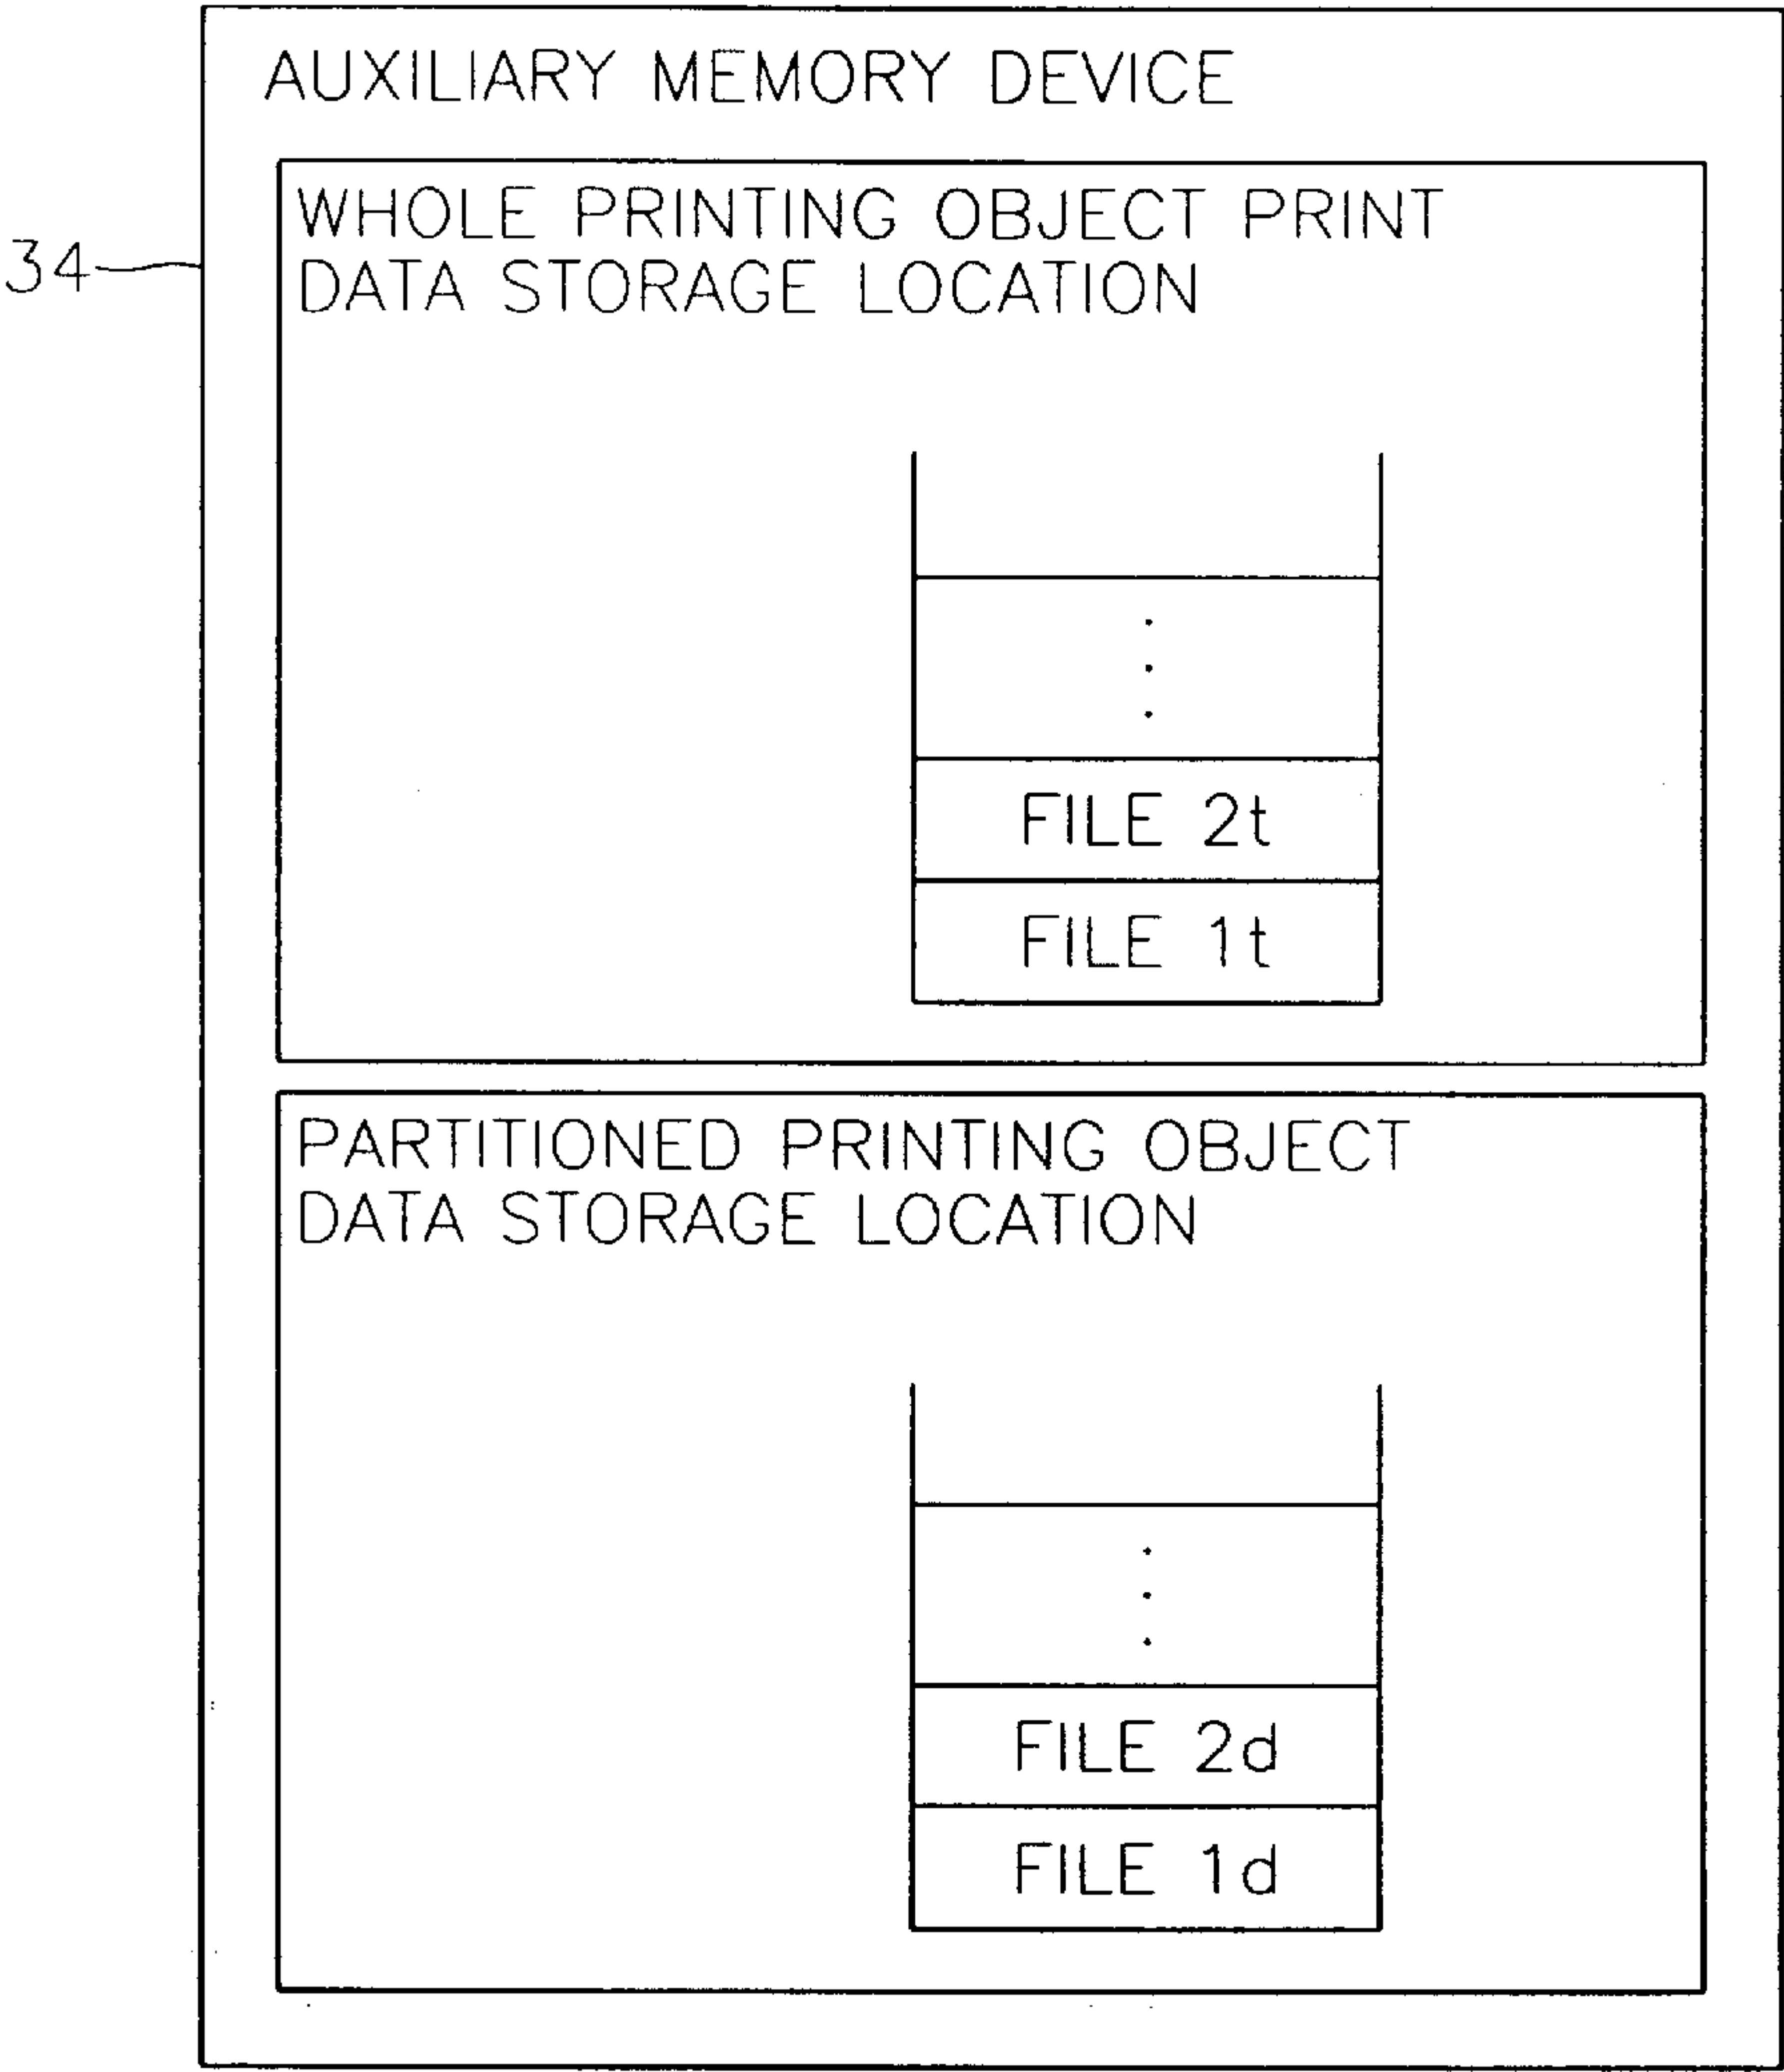 AUXILIARY MEMORY DEVICE
WHOLE PRINTING OBJECT PRINT
DATA STORAGE LOCATION
34
FILE 2t
FILE 1t
PARTITIONED PRINTING OBJECT
DATA STORAGE LOCATION
FILE 2d
FILE 1d